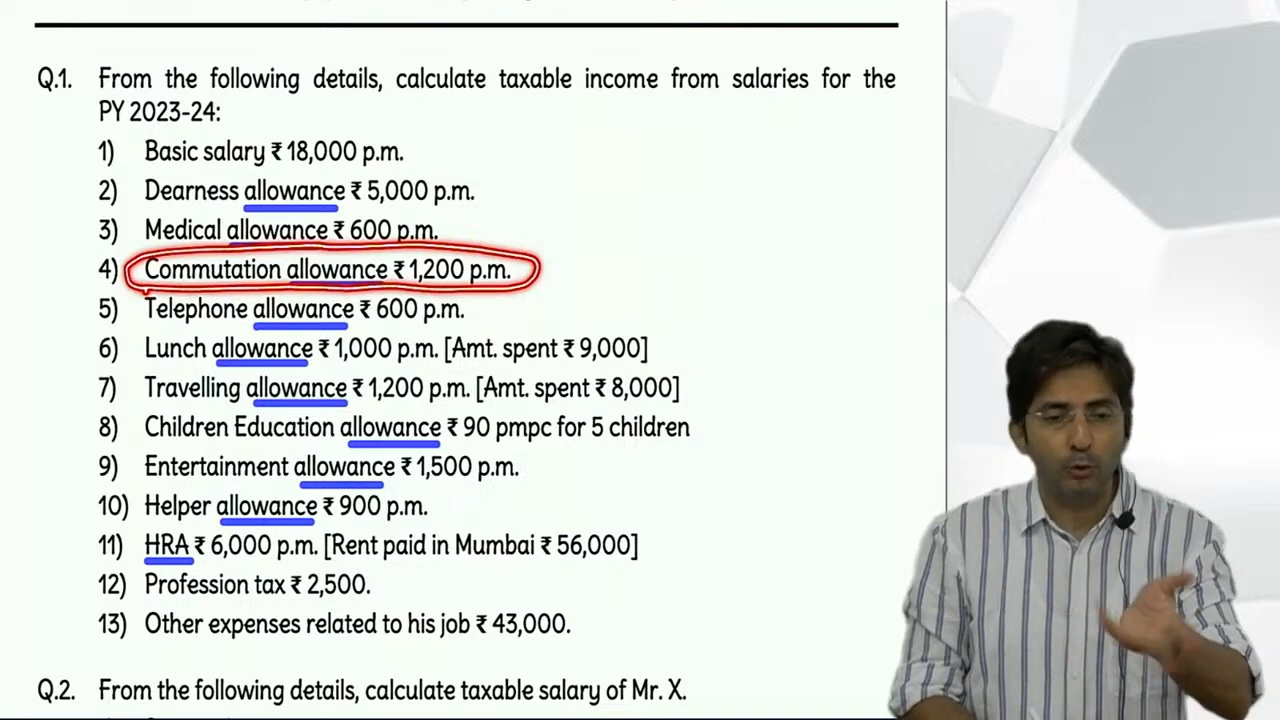 Q.1. From the following details, calculate taxable income from salaries for the
PY 2023-24:
1) Basic salary ₹ 18,000 p.m.
2) Dearness allowance ₹ 5,000 p.m.
3) Medical allowance ₹ 600 p.m.
4) Commutation allowance ₹ 1,200 p.m.
5) Telephone allowance ₹ 600 p.m.
6) Lunch allowance ₹ 1,000 p.m. [Amt. spent ₹ 9,000]
7) Travelling allowance ₹ 1,200 p.m. [Amt. spent ₹ 8,000]
8) Children Education allowance ₹ 90 pmpc for 5 children
9) Entertainment allowance ₹ 1,500 p.m.
10) Helper allowance ₹ 900 p.m.
11) HRA ₹ 6,000 p.m. [Rent paid in Mumbai ₹ 56,000]
12) Profession tax ₹ 2,500.
13) Other expenses related to his job ₹ 43,000.
Q.2. From the following details, calculate taxable salary of Mr. X.